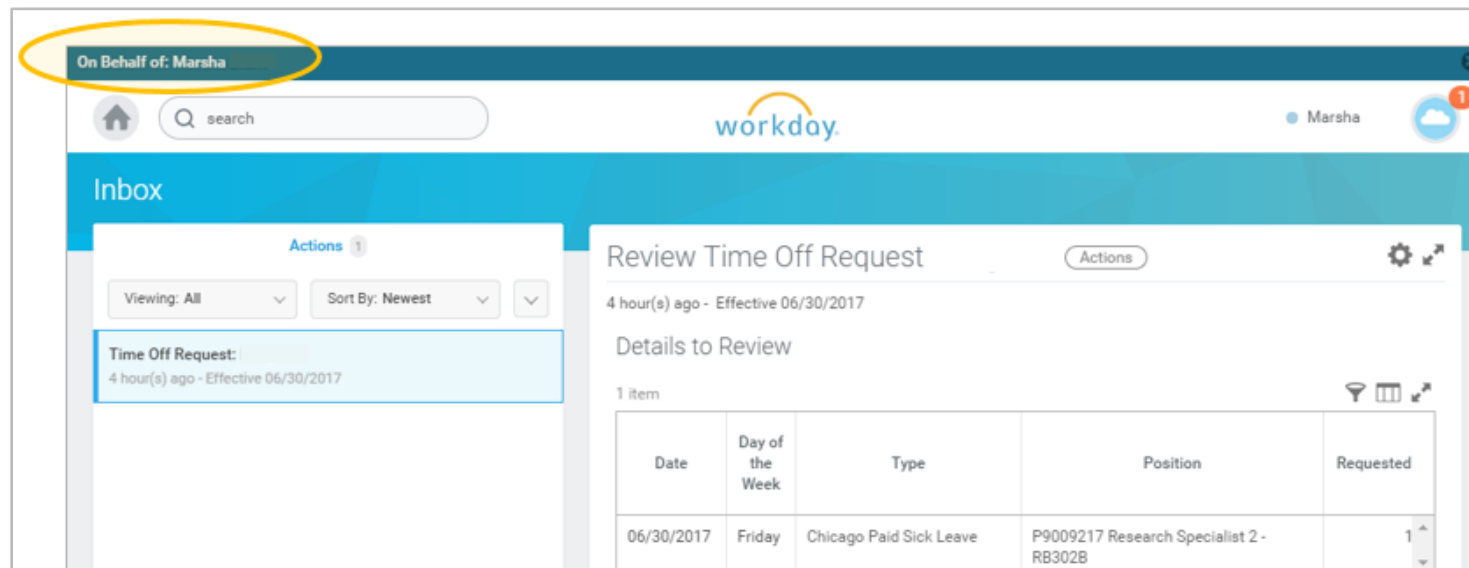 On Behalf of: Marsha
search
workday.
Marsha
1
Inbox
Actions 1
Viewing: All
Sort By: Newest
Time Off Request:
4 hour(s) ago - Effective 06/30/2017
Review Time Off Request
Actions
4 hour(s) ago - Effective 06/30/2017
Details to Review
1 item
Date
Day of
the
Week
Type
Position
Requested
06/30/2017 Friday Chicago Paid Sick Leave P9009217 Research Specialist 2 - 1
RB302B